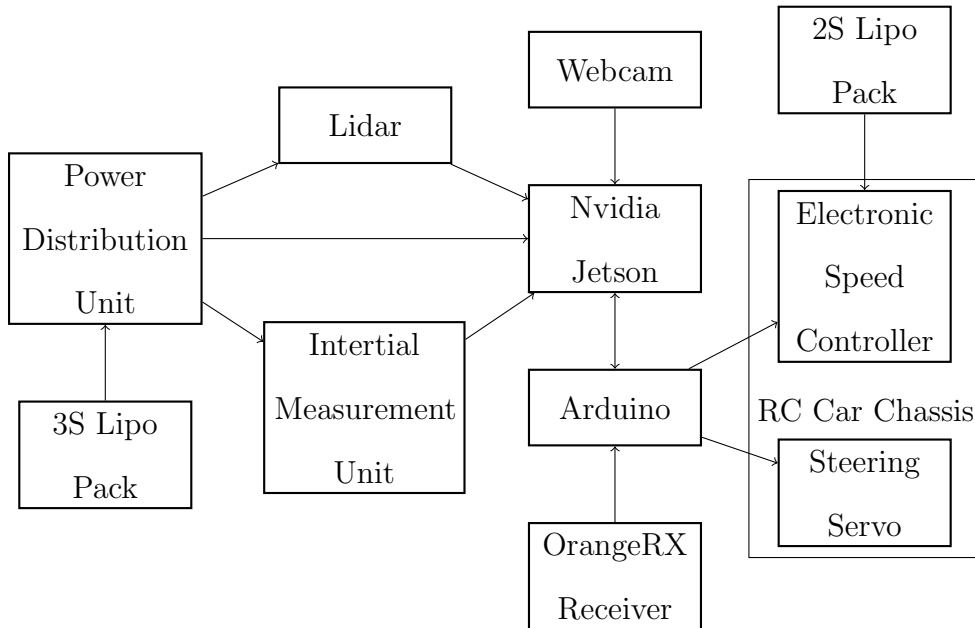 2S Lipo
Pack
Webcam
Lidar
Power
Distribution
Unit
Nvidia
Jetson
Electronic
Speed
Controller
Intertial
Measurement
Unit
3S Lipo
Pack
Arduino
RC Car Chassis
Steering
Servo
OrangeRX
Receiver